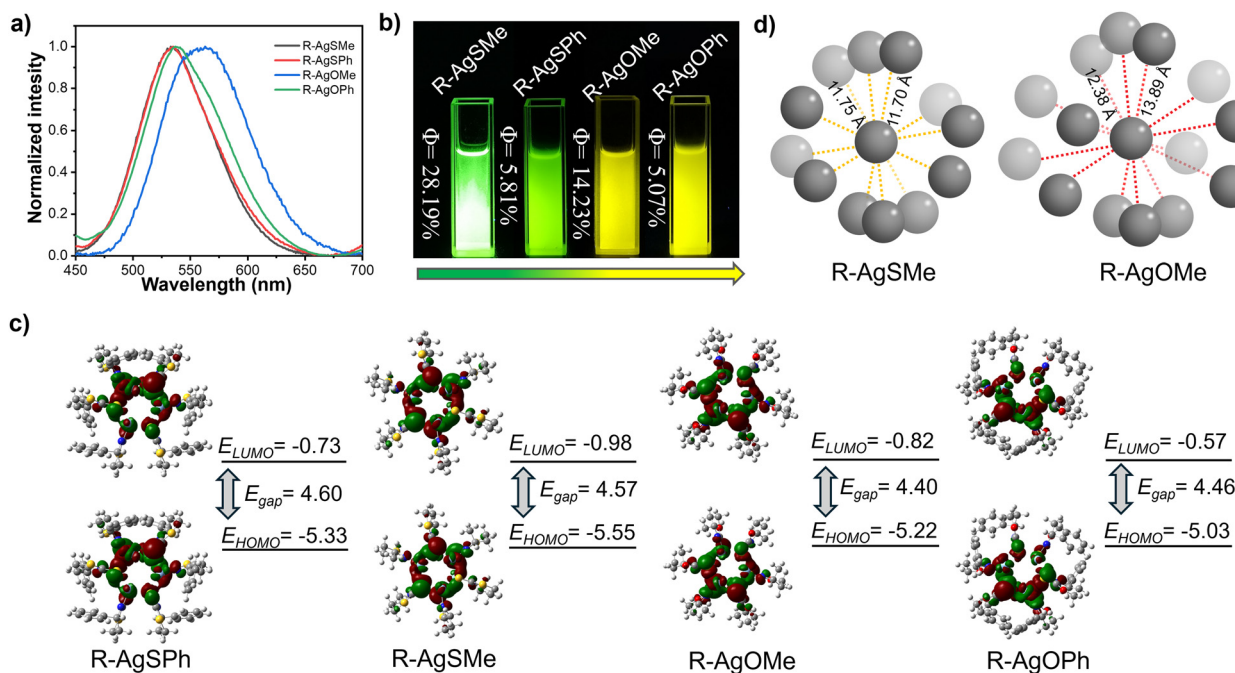 a)
Normalized intesity
1.0
0.8
0.6
0.4
0.2
0.0
450 500 550 600 650 700
Wavelength (nm)
R-AgSMe
R-AgSPh
R-AgOMe
R-AgOPh
b)
R-AgSMe
R-AgSPh
R-AgOMe
R-AgOPh
Φ= 28.19%
Φ= 5.81%
Φ= 14.23%
Φ= 5.07%
d)
11.75 Å
11.70 Å
R-AgSMe
12.38 Å
13.89 Å
R-AgOMe
c)
E_LUMO= -0.73
E_gap= 4.60
E_HOMO= -5.33
R-AgSPh
E_LUMO= -0.98
E_gap= 4.57
E_HOMO= -5.55
R-AgSMe
E_LUMO= -0.82
E_gap= 4.40
E_HOMO= -5.22
R-AgOMe
E_LUMO= -0.57
E_gap= 4.46
E_HOMO= -5.03
R-AgOPh